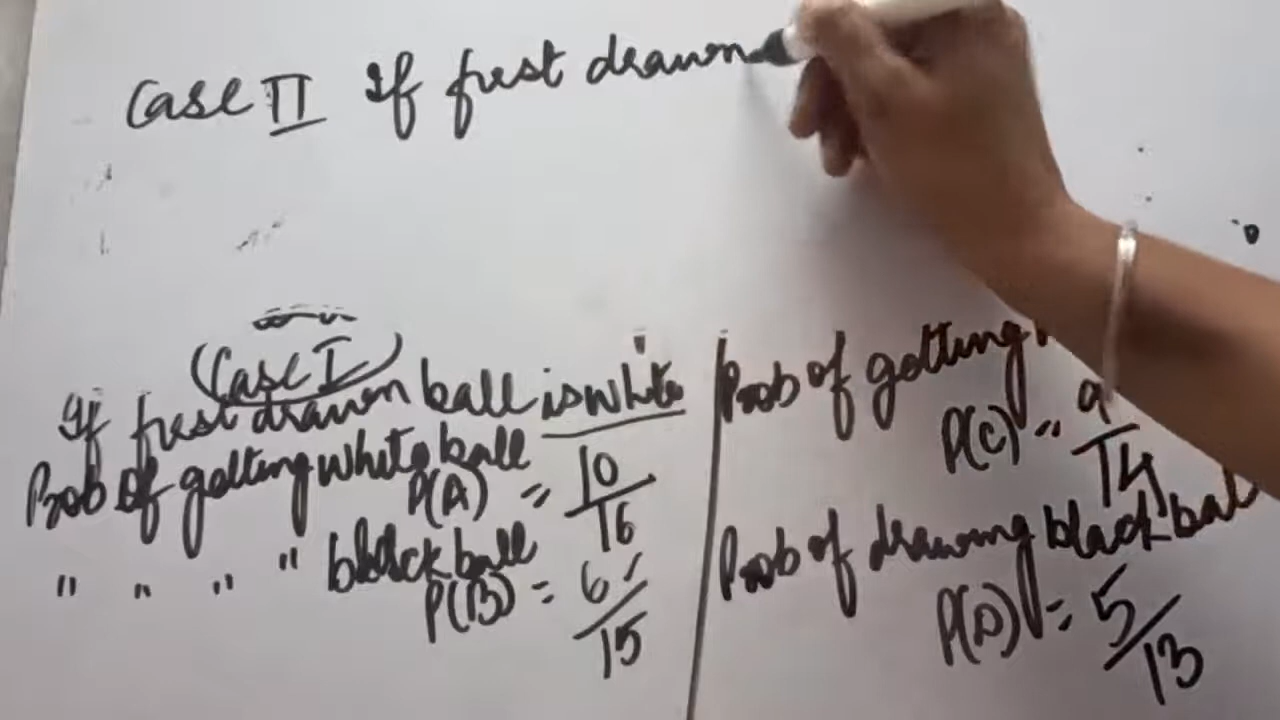 Case II If first drawn
Case I
If first drawn ball is white
Prob of getting white ball
P(A) = 10/16
" " " " black ball
P(B) = 6/15
Prob of getting
P(C) = 9/14
Prob of drawing black ball
P(D) = 5/13